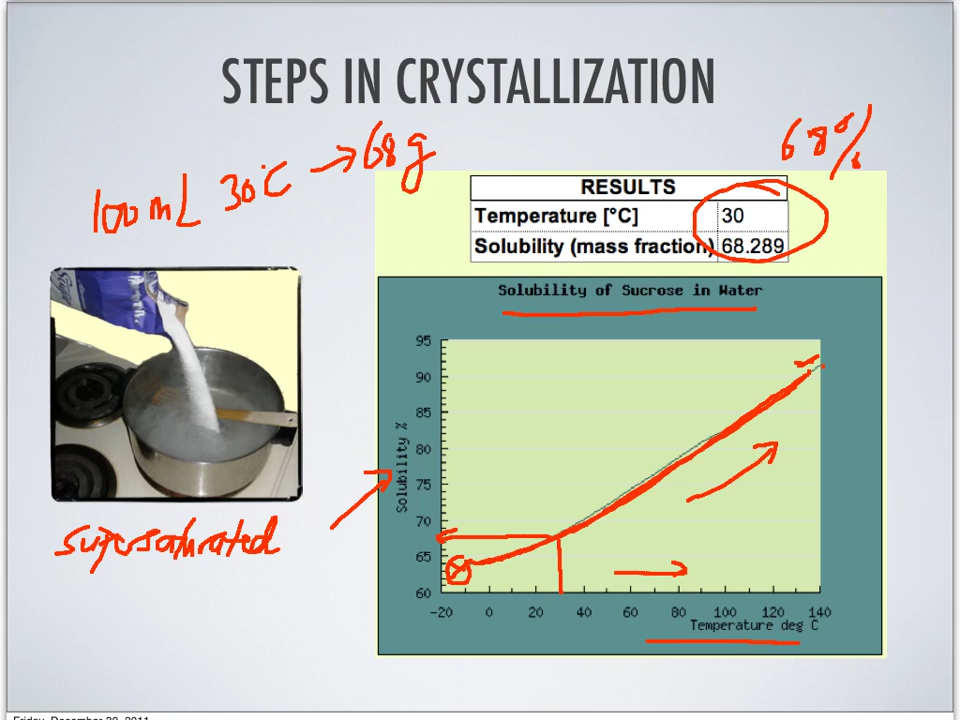 STEPS IN CRYSTALLIZATION
100 mL 30°C → 68 g
68%
RESULTS
Temperature [°C] 30
Solubility (mass fraction) 68.289
Solubility of Sucrose in Water
95
90
85
80
75
70
65
60
Solubility %
-20 0 20 40 60 80 100 120 140
Temperature deg C
supersaturated